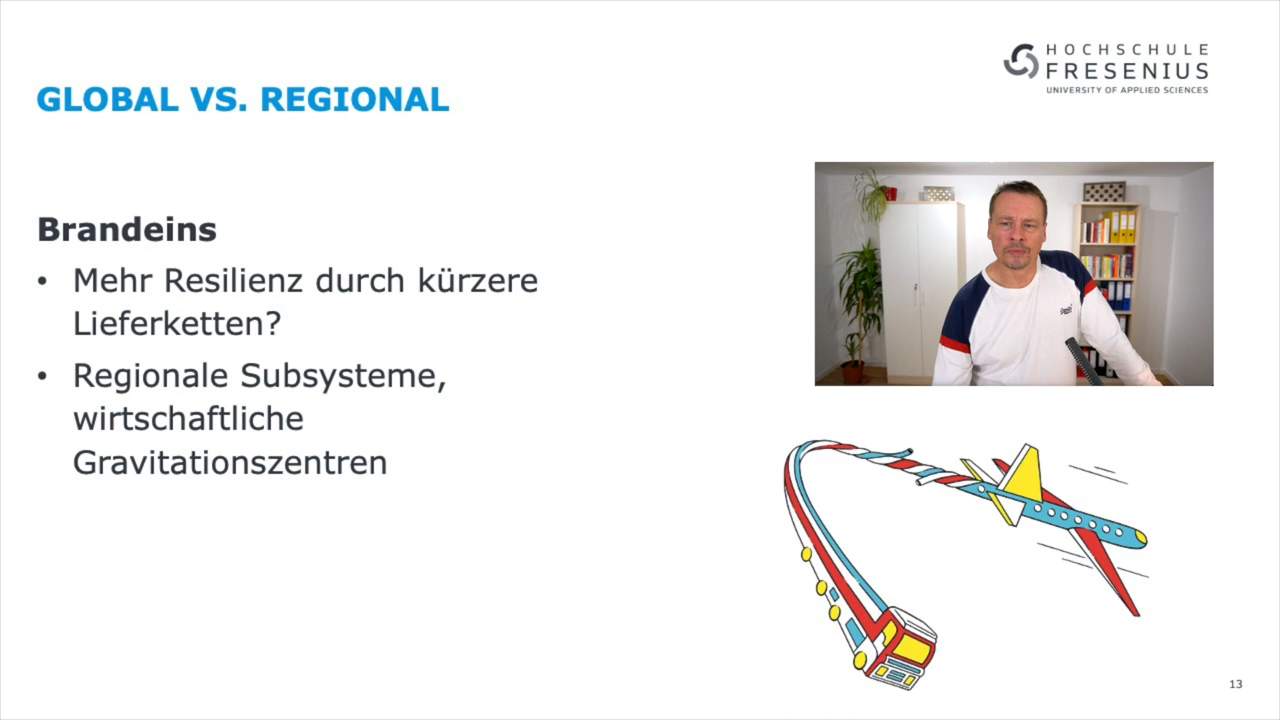 HOCHSCHULE
FRESENIUS
UNIVERSITY OF APPLIED SCIENCES
GLOBAL VS. REGIONAL
Brandeins
• Mehr Resilienz durch kürzere
Lieferketten?
• Regionale Subsysteme,
wirtschaftliche
Gravitationszentren
13